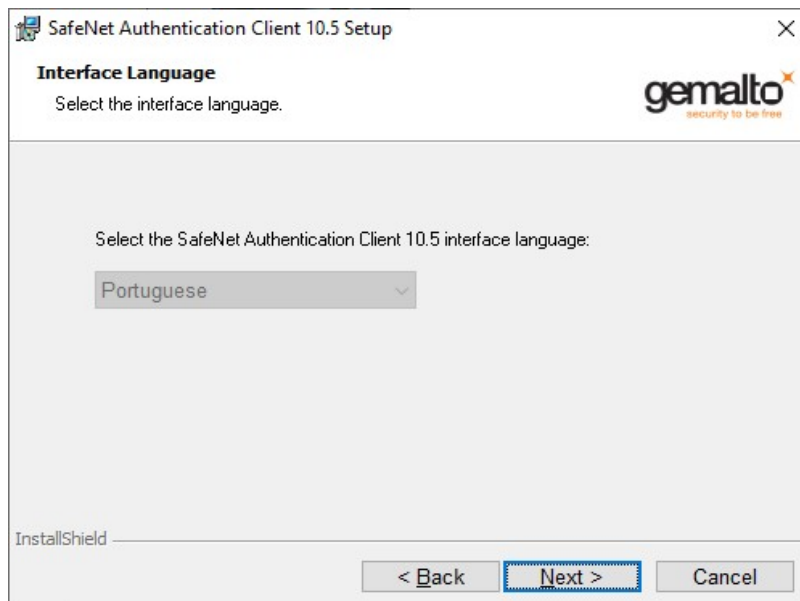 SafeNet Authentication Client 10.5 Setup
Interface Language
Select the interface language.
gemalto
security to be free
Select the SafeNet Authentication Client 10.5 interface language:
Portuguese
InstallShield
< Back
Next >
Cancel